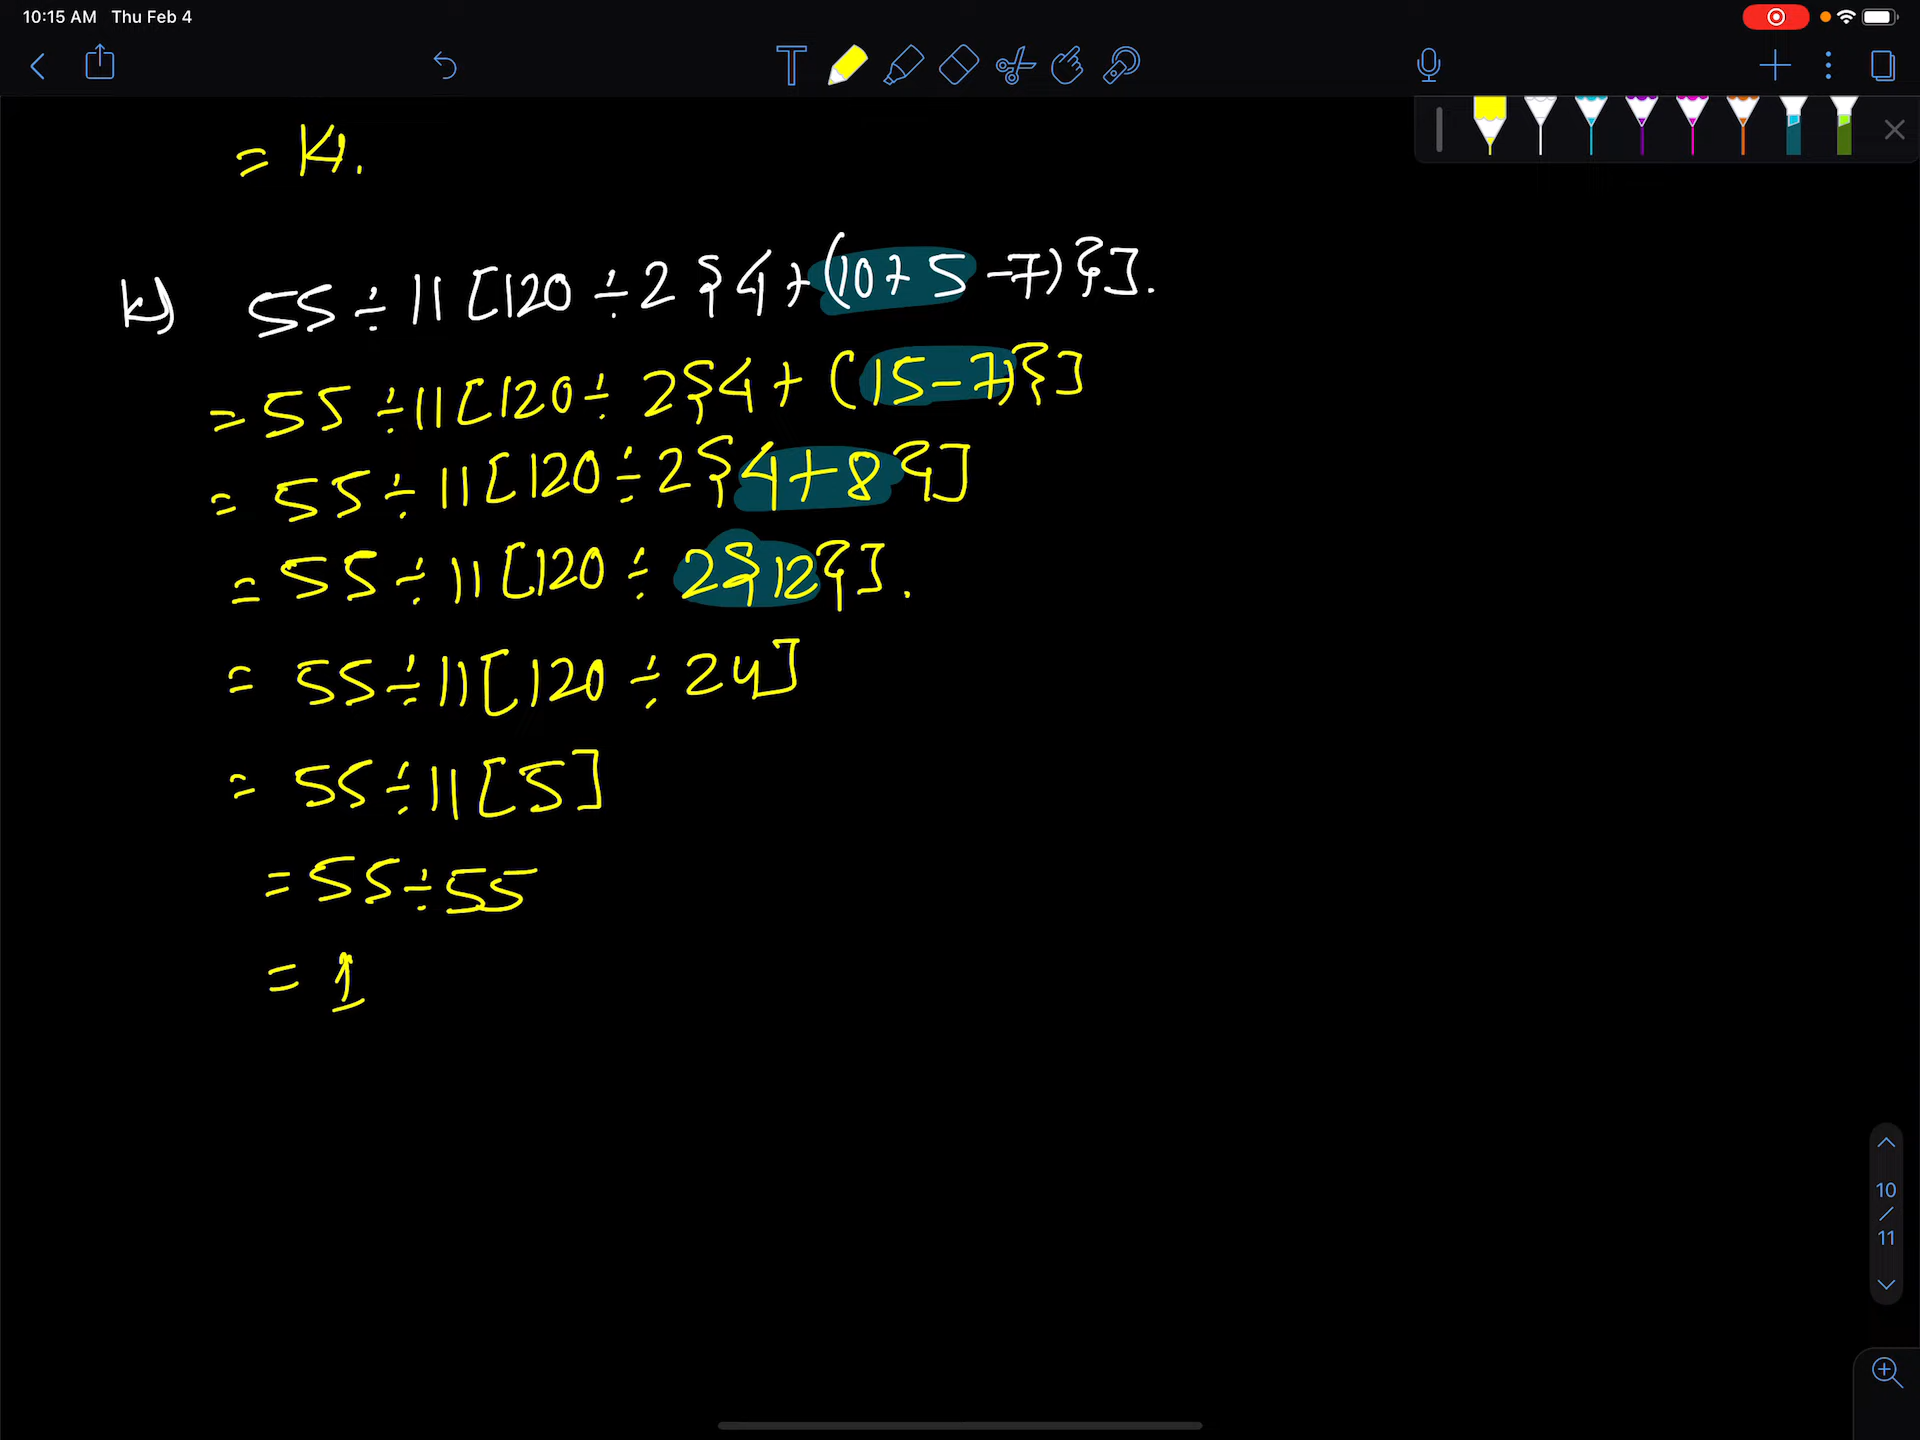 10:15 AM Thu Feb 4
= 14.
k) 55 ÷ 11 [120 ÷ 2 {4 + (10 + 5 - 7)}].
= 55 ÷ 11 [120 ÷ 2{4 + (15 - 7)}]
= 55 ÷ 11 [120 ÷ 2{4 + 8}]
= 55 ÷ 11 [120 ÷ 2{12}].
= 55 ÷ 11 [120 ÷ 24]
= 55 ÷ 11 [5]
= 55 ÷ 55
= 1
10
/
11